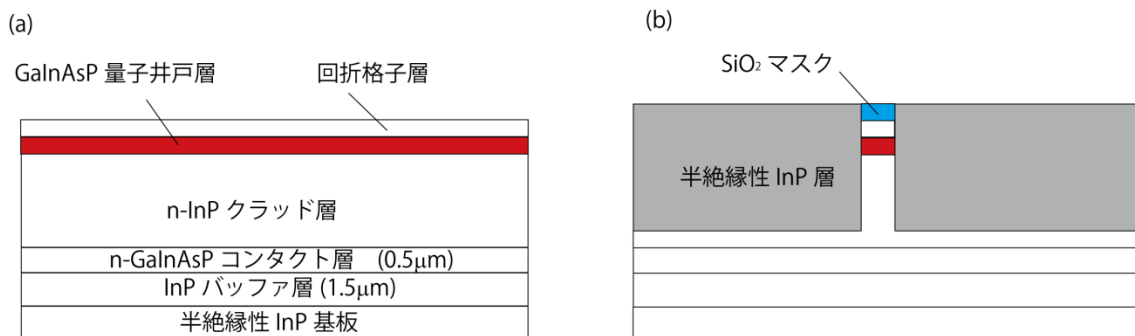 (a)
GaInAsP 量子井戸層
回折格子層
n-InP クラッド層
n-GaInAsP コンタクト層 (0.5μm)
InP バッファ層 (1.5μm)
半絶縁性 InP 基板
(b)
SiO₂ マスク
半絶縁性 InP 層